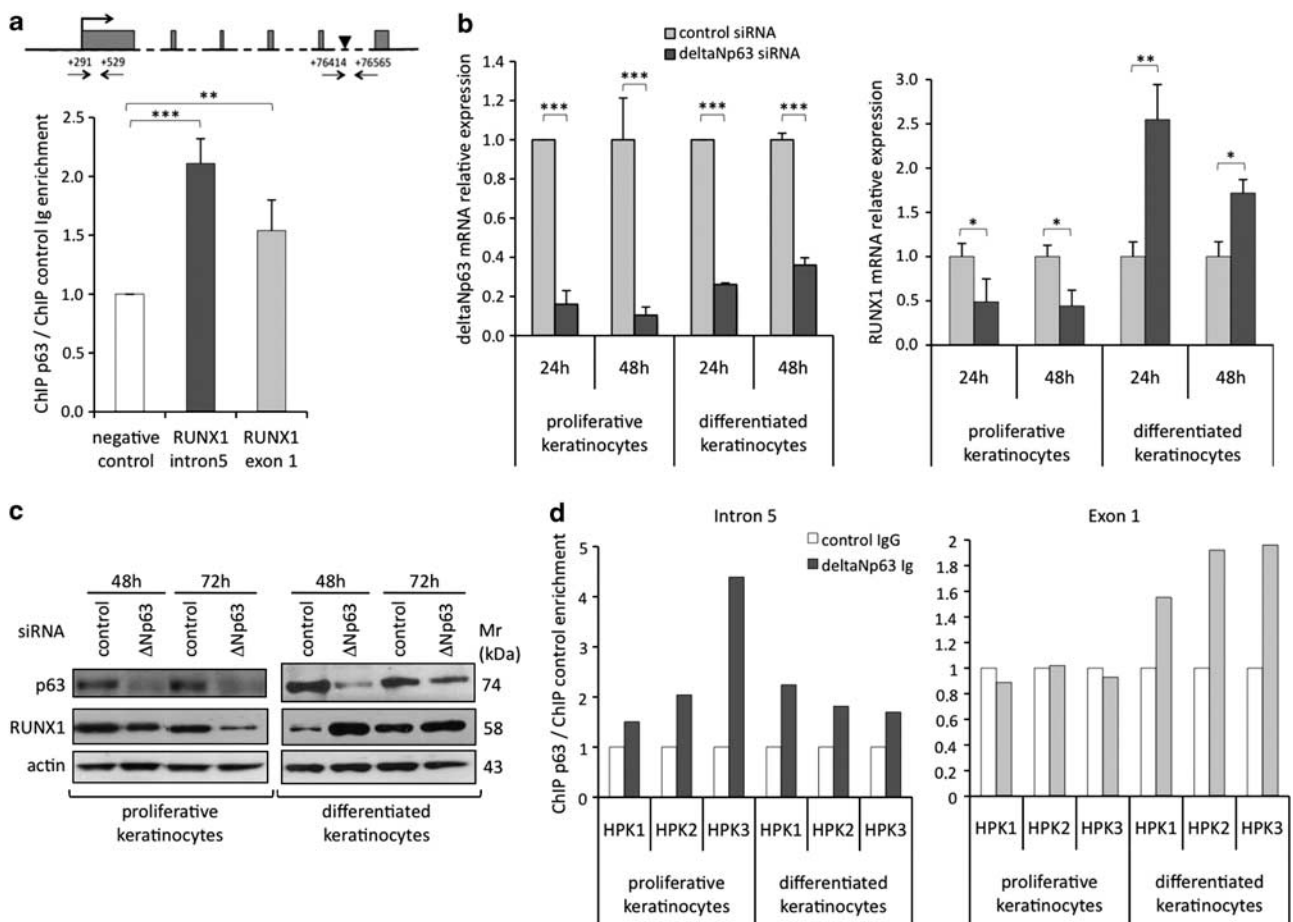 a
+291 +529 +76414 +76565
ChIP p63 / ChIP control Ig enrichment
2.5
2.0
1.5
1.0
0.5
0.0
***
**
negative control
RUNX1 intron5
RUNX1 exon 1
b
control siRNA
deltaNp63 siRNA
deltaNp63 mRNA relative expression
1.4
1.2
1.0
0.8
0.6
0.4
0.2
0
*** *** *** ***
24h 48h 24h 48h
proliferative keratinocytes
differentiated keratinocytes
RUNX1 mRNA relative expression
3.0
2.5
2.0
1.5
1.0
0.5
0.0
* * ** *
24h 48h 24h 48h
proliferative keratinocytes
differentiated keratinocytes
c
48h 72h 48h 72h
siRNA
control ΔNp63 control ΔNp63 control ΔNp63 control ΔNp63
Mr (kDa)
p63 74
RUNX1 58
actin 43
proliferative keratinocytes
differentiated keratinocytes
d
Intron 5
control IgG
deltaNp63 Ig
ChIP p63 / ChIP control enrichment
5
4
3
2
1
0
HPK1 HPK2 HPK3 HPK1 HPK2 HPK3
proliferative keratinocytes
differentiated keratinocytes
Exon 1
2
1.8
1.6
1.4
1.2
1
0.8
0.6
0.4
0.2
0
HPK1 HPK2 HPK3 HPK1 HPK2 HPK3
proliferative keratinocytes
differentiated keratinocytes